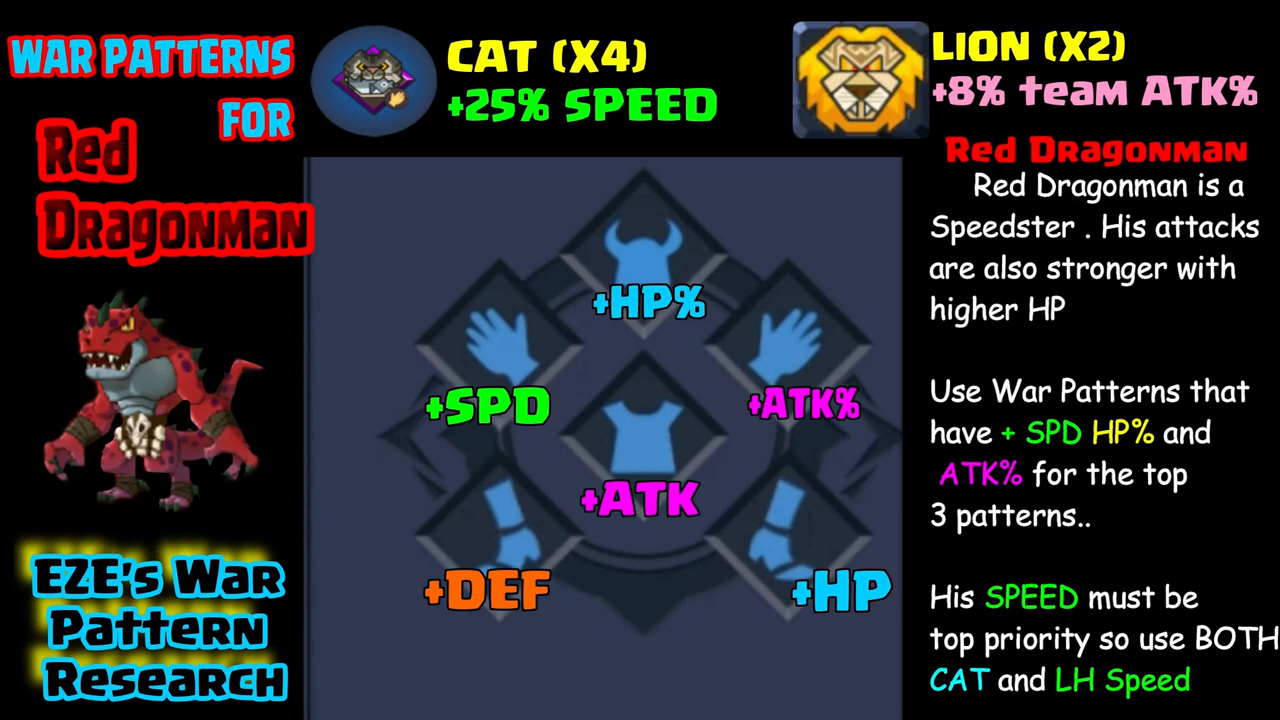 WAR PATTERNS
FOR
Red
Dragonman
EZE's War
Pattern
Research
CAT (X4)
+25% SPEED
LION (X2)
+8% team ATK%
+HP%
+SPD
+ATK%
+ATK
+DEF
+HP
Red Dragonman
Red Dragonman is a
Speedster . His attacks
are also stronger with
higher HP
Use War Patterns that
have + SPD HP% and
ATK% for the top
3 patterns..
His SPEED must be
top priority so use BOTH
CAT and LH Speed